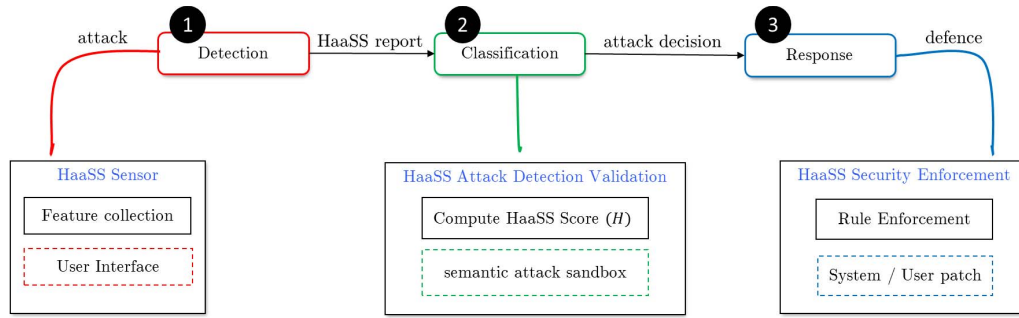 1
2
3
attack
Detection
HaaSS report
Classification
attack decision
Response
defence
HaaSS Sensor
Feature collection
User Interface
HaaSS Attack Detection Validation
Compute HaaSS Score (H)
semantic attack sandbox
HaaSS Security Enforcement
Rule Enforcement
System / User patch